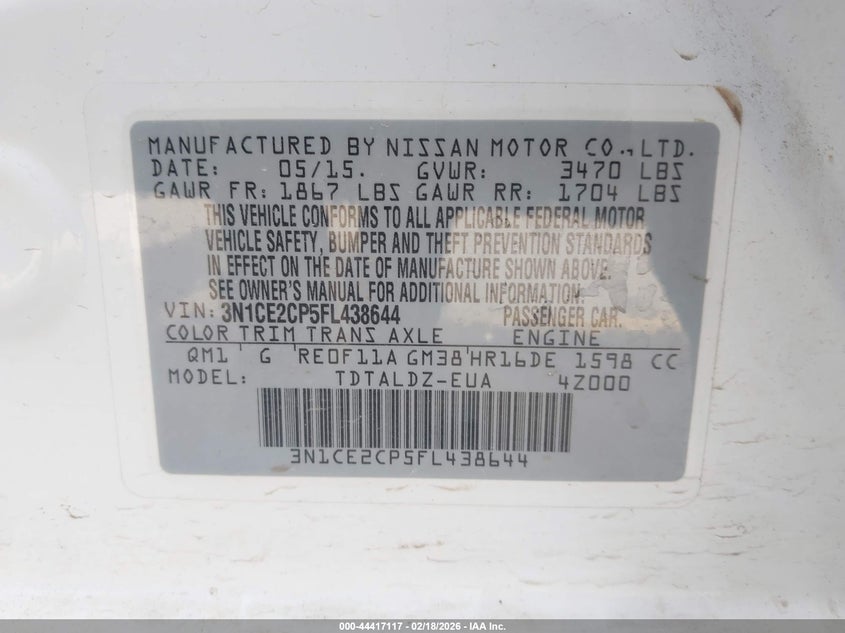 MANUFACTURED BY NISSAN MOTOR CO., LTD.
DATE: 05/15. GVWR: 3470 LBS
GAWR FR: 1867 LBS GAWR RR: 1704 LBS
THIS VEHICLE CONFORMS TO ALL APPLICABLE FEDERAL MOTOR
VEHICLE SAFETY, BUMPER AND THEFT PREVENTION STANDARDS
IN EFFECT ON THE DATE OF MANUFACTURE SHOWN ABOVE.
SEE OWNER'S MANUAL FOR ADDITIONAL INFORMATION.
VIN: 3N1CE2CP5FL438644 PASSENGER CAR.
COLOR TRIM TRANS AXLE ENGINE
QM1 G RE0F11A GM38 HR16DE 1598 CC
MODEL: TDTALDZ-EUA 4Z000
3N1CE2CP5FL438644
000-44417117 - 02/18/2026 - IAA Inc.